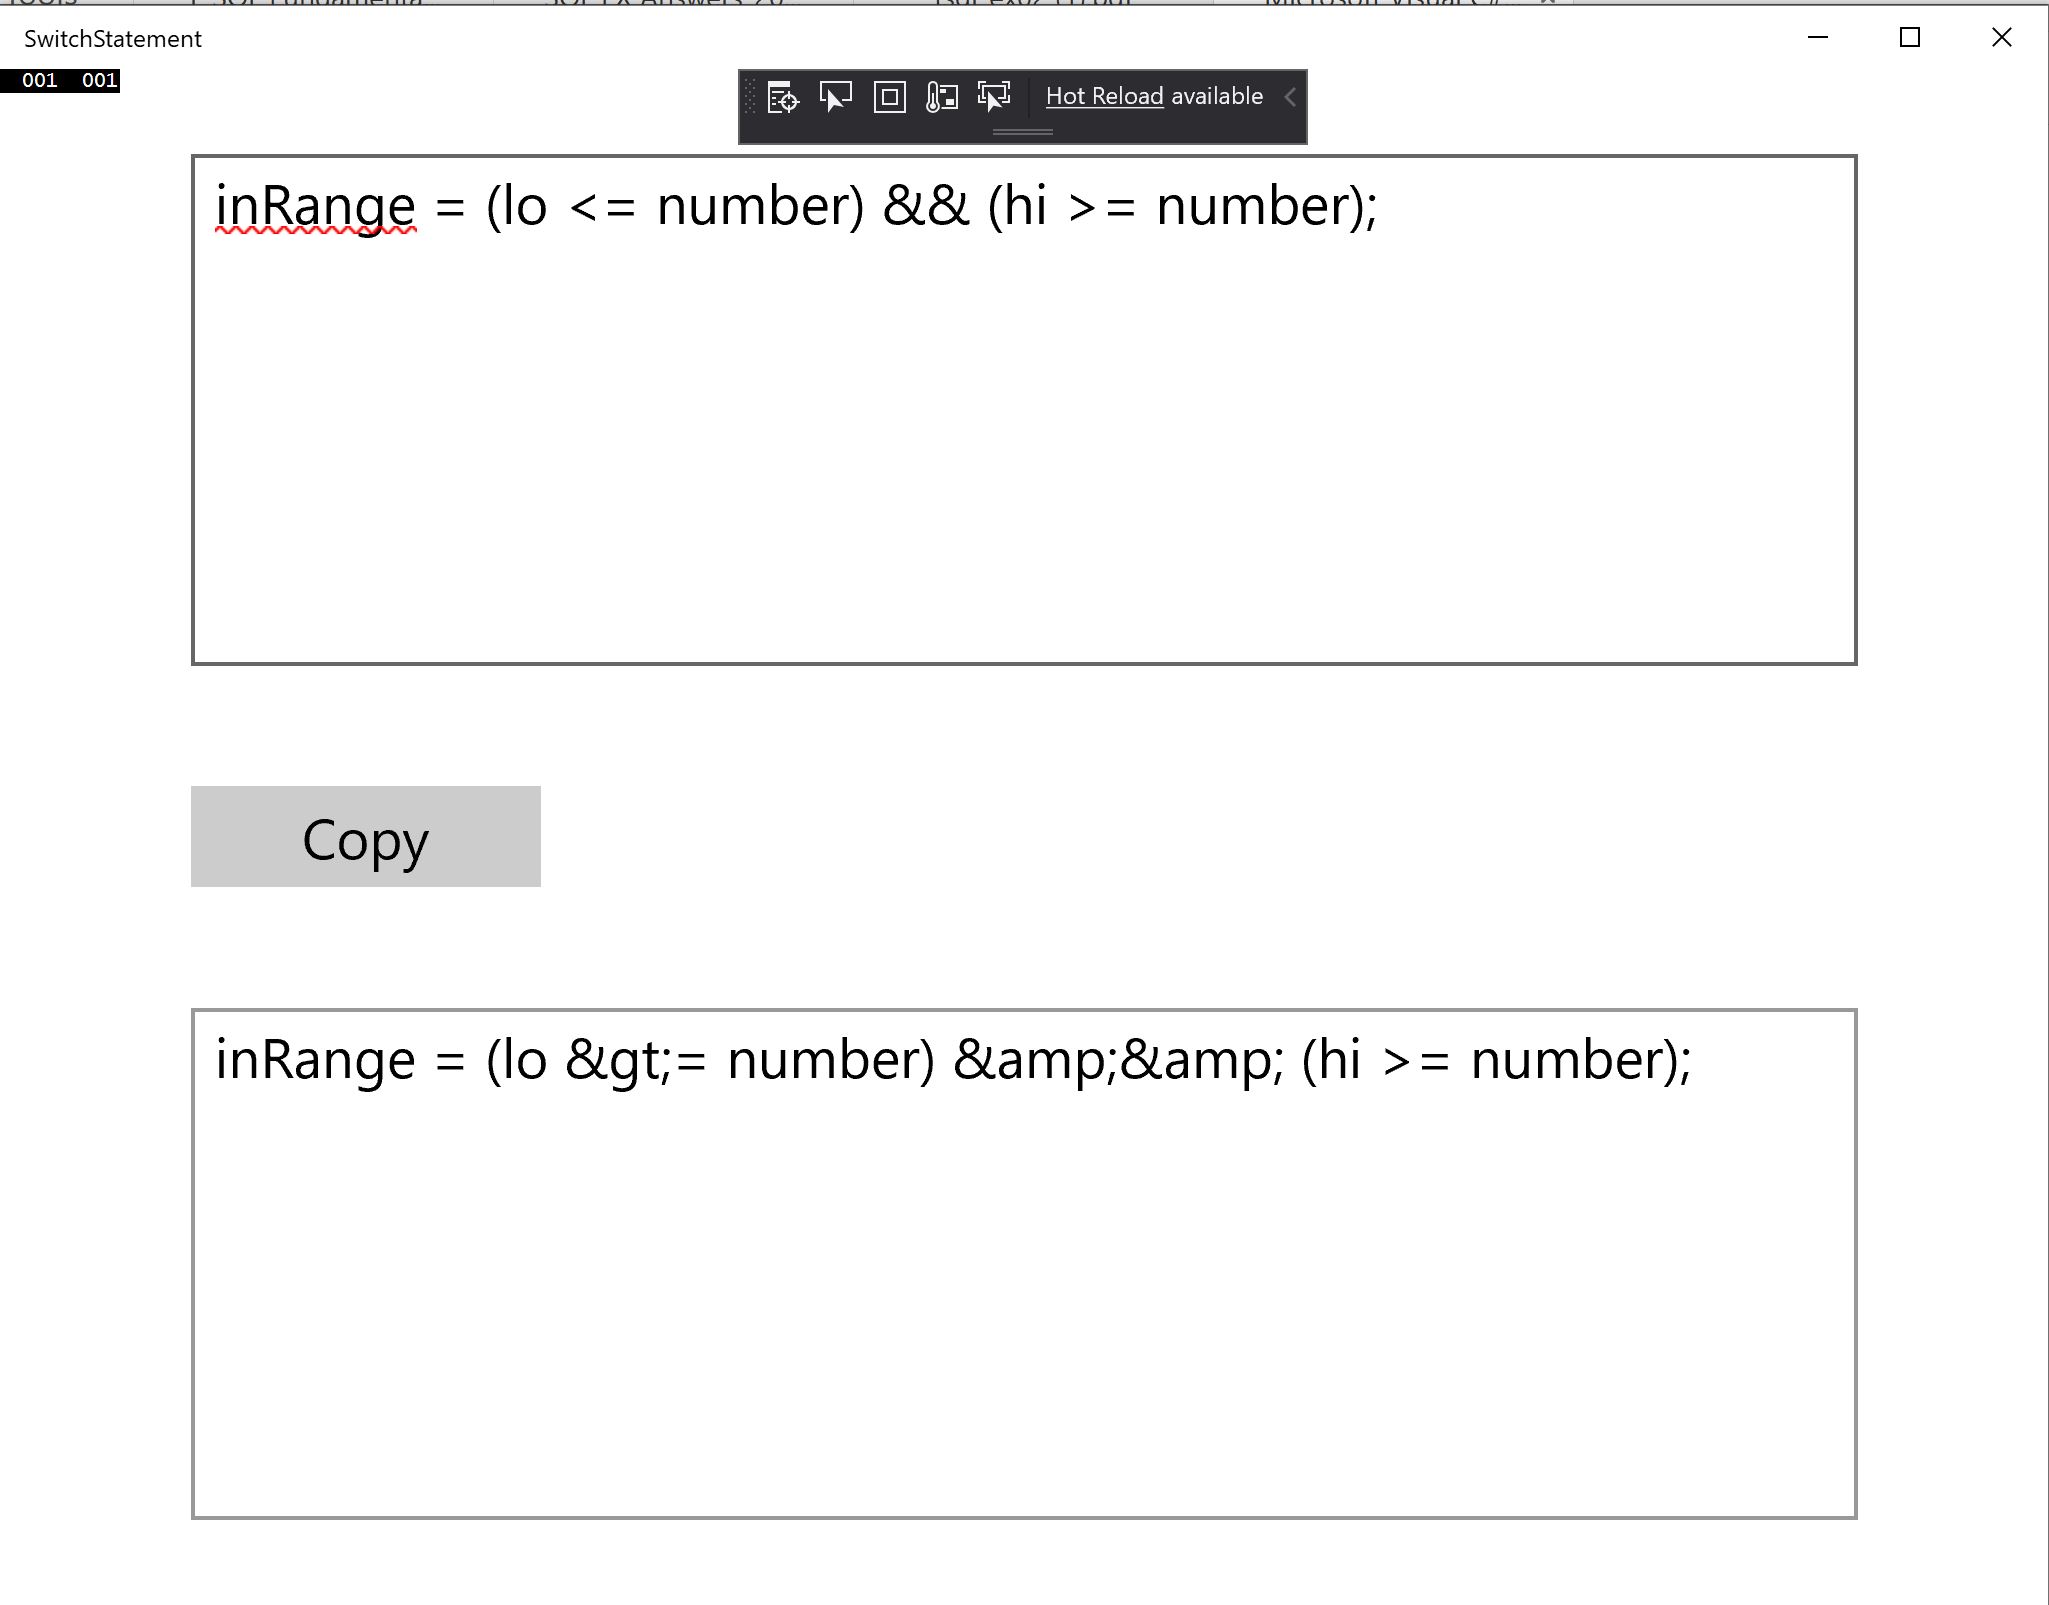 SwitchStatement
001 001
Hot Reload available
inRange = (lo <= number) && (hi >= number);
Copy
inRange = (lo &gt;= number) &amp;&amp; (hi >= number);